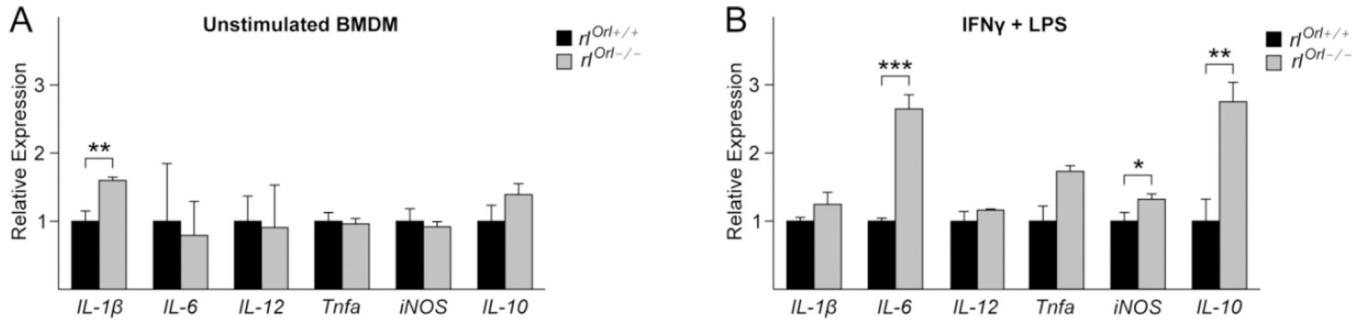 A
Unstimulated BMDM
rl^Orl+/+
rl^Orl−/−
Relative Expression
3
2
1
**
IL-1β IL-6 IL-12 Tnfa iNOS IL-10
B
IFNγ + LPS
rl^Orl+/+
rl^Orl−/−
Relative Expression
3
2
1
***
*
**
IL-1β IL-6 IL-12 Tnfa iNOS IL-10